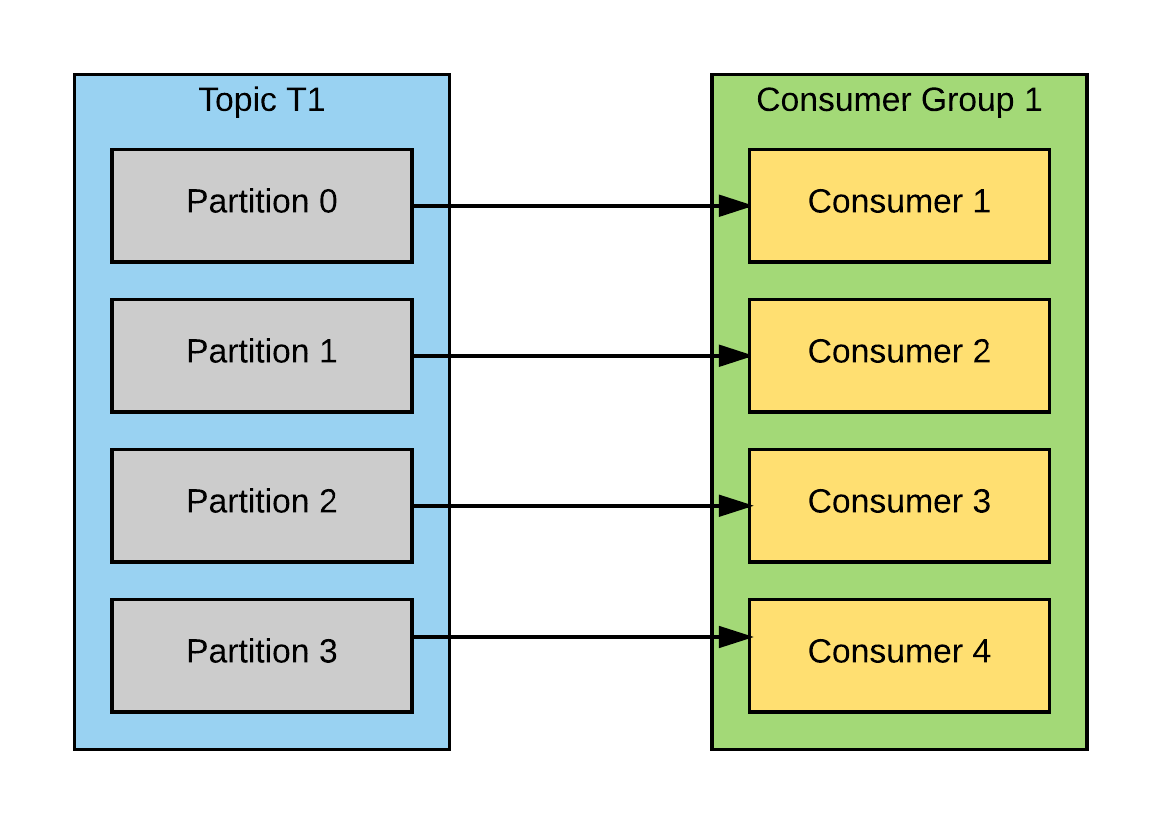 Topic T1
Consumer Group 1
Partition 0
Consumer 1
Partition 1
Consumer 2
Partition 2
Consumer 3
Partition 3
Consumer 4